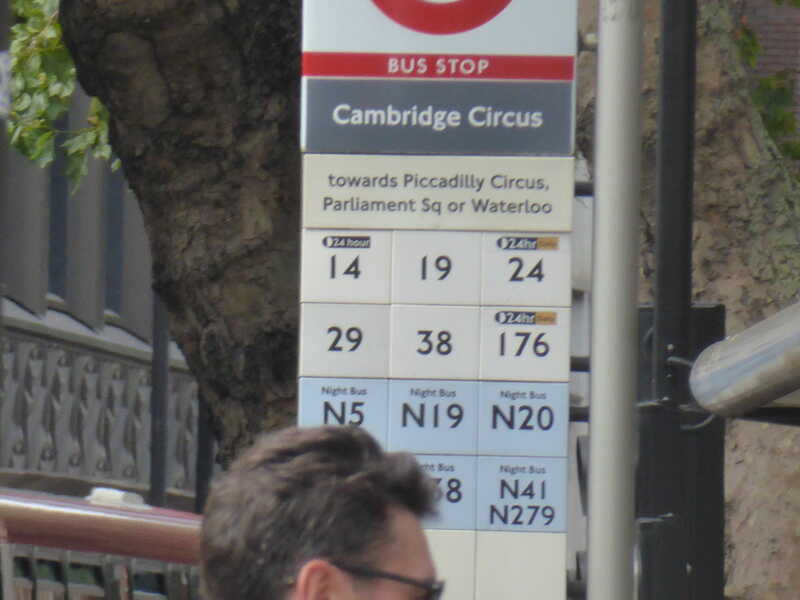 BUS STOP
Cambridge Circus
towards Piccadilly Circus,
Parliament Sq or Waterloo
24 hour
24hr
14 19 24
24hr
29 38 176
Night Bus Night Bus Night Bus
N5 N19 N20
Bus Night Bus
38 N41
N279